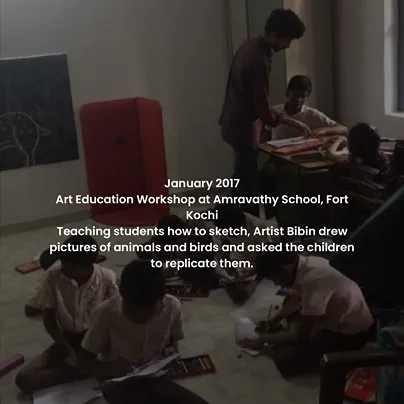 January 2017
Art Education Workshop at Amravathy School, Fort
Kochi
Teaching students how to sketch, Artist Bibin drew
pictures of animals and birds and asked the children
to replicate them.